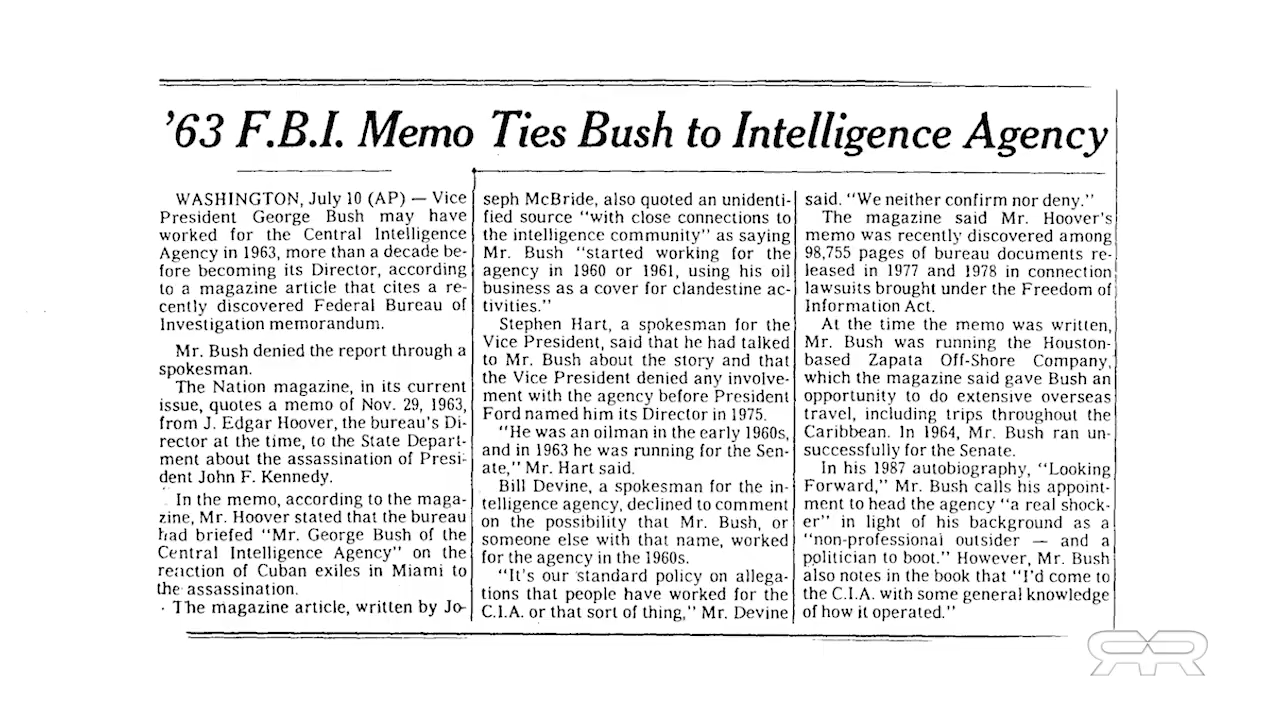 '63 F.B.I. Memo Ties Bush to Intelligence Agency
WASHINGTON, July 10 (AP) — Vice
President George Bush may have
worked for the Central Intelligence
Agency in 1963, more than a decade be-
fore becoming its Director, according
to a magazine article that cites a re-
cently discovered Federal Bureau of
Investigation memorandum.
Mr. Bush denied the report through a
spokesman.
The Nation magazine, in its current
issue, quotes a memo of Nov. 29, 1963,
from J. Edgar Hoover, the bureau's Di-
rector at the time, to the State Depart-
ment about the assassination of Presi-
dent John F. Kennedy.
In the memo, according to the maga-
zine, Mr. Hoover stated that the bureau
had briefed "Mr. George Bush of the
Central Intelligence Agency" on the
reaction of Cuban exiles in Miami to
the assassination.
The magazine article, written by Jo-
seph McBride, also quoted an unidenti-
fied source "with close connections to
the intelligence community" as saying
Mr. Bush "started working for the
agency in 1960 or 1961, using his oil
business as a cover for clandestine ac-
tivities."
Stephen Hart, a spokesman for the
Vice President, said that he had talked
to Mr. Bush about the story and that
the Vice President denied any involve-
ment with the agency before President
Ford named him its Director in 1975.
"He was an oilman in the early 1960s,
and in 1963 he was running for the Sen-
ate," Mr. Hart said.
Bill Devine, a spokesman for the in-
telligence agency, declined to comment
on the possibility that Mr. Bush, or
someone else with that name, worked
for the agency in the 1960s.
"It's our standard policy on allega-
tions that people have worked for the
C.I.A. or that sort of thing," Mr. Devine
said. "We neither confirm nor deny."
The magazine said Mr. Hoover's
memo was recently discovered among
98,755 pages of bureau documents re-
leased in 1977 and 1978 in connection
lawsuits brought under the Freedom of
Information Act.
At the time the memo was written,
Mr. Bush was running the Houston-
based Zapata Off-Shore Company,
which the magazine said gave Bush an
opportunity to do extensive overseas
travel, including trips throughout the
Caribbean. In 1964, Mr. Bush ran un-
successfully for the Senate.
In his 1987 autobiography, "Looking
Forward," Mr. Bush calls his appoint-
ment to head the agency "a real shock-
er" in light of his background as a
"non-professional outsider — and a
politician to boot." However, Mr. Bush
also notes in the book that "I'd come to
the C.I.A. with some general knowledge
of how it operated."
RR